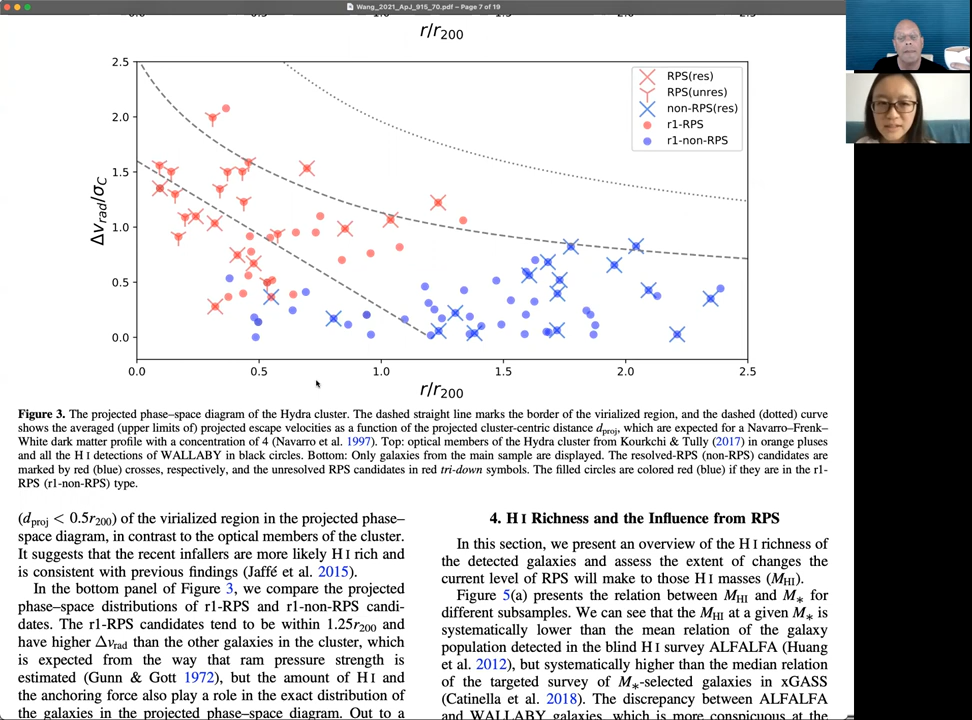 Wang_2021_ApJ_915_70.pdf – Page 7 of 19
r/r200
2.5
2.0
1.5
1.0
0.5
0.0
Δvrad/σC
RPS(res)
RPS(unres)
non-RPS(res)
r1-RPS
r1-non-RPS
0.0 0.5 1.0 1.5 2.0 2.5
r/r200
Figure 3. The projected phase–space diagram of the Hydra cluster. The dashed straight line marks the border of the virialized region, and the dashed (dotted) curve
shows the averaged (upper limits of) projected escape velocities as a function of the projected cluster-centric distance dproj, which are expected for a Navarro–Frenk–
White dark matter profile with a concentration of 4 (Navarro et al. 1997). Top: optical members of the Hydra cluster from Kourkchi & Tully (2017) in orange pluses
and all the H I detections of WALLABY in black circles. Bottom: Only galaxies from the main sample are displayed. The resolved-RPS (non-RPS) candidates are
marked by red (blue) crosses, respectively, and the unresolved RPS candidates in red tri-down symbols. The filled circles are colored red (blue) if they are in the r1-
RPS (r1-non-RPS) type.
(dproj < 0.5r200) of the virialized region in the projected phase–
space diagram, in contrast to the optical members of the cluster.
It suggests that the recent infallers are more likely H I rich and
is consistent with previous findings (Jaffé et al. 2015).
In the bottom panel of Figure 3, we compare the projected
phase–space distributions of r1-RPS and r1-non-RPS candi-
dates. The r1-RPS candidates tend to be within 1.25r200 and
have higher Δvrad than the other galaxies in the cluster, which
is expected from the way that ram pressure strength is
estimated (Gunn & Gott 1972), but the amount of H I and
the anchoring force also play a role in the exact distribution of
the galaxies in the projected phase–space diagram. Out to a
4. H I Richness and the Influence from RPS
In this section, we present an overview of the H I richness of
the detected galaxies and assess the extent of changes the
current level of RPS will make to those H I masses (MHI).
Figure 5(a) presents the relation between MHI and M* for
different subsamples. We can see that the MHI at a given M* is
systematically lower than the mean relation of the galaxy
population detected in the blind H I survey ALFALFA (Huang
et al. 2012), but systematically higher than the median relation
of the targeted survey of M*-selected galaxies in xGASS
(Catinella et al. 2018). The discrepancy between ALFALFA
and WALLABY galaxies, which is more conspicuous at the